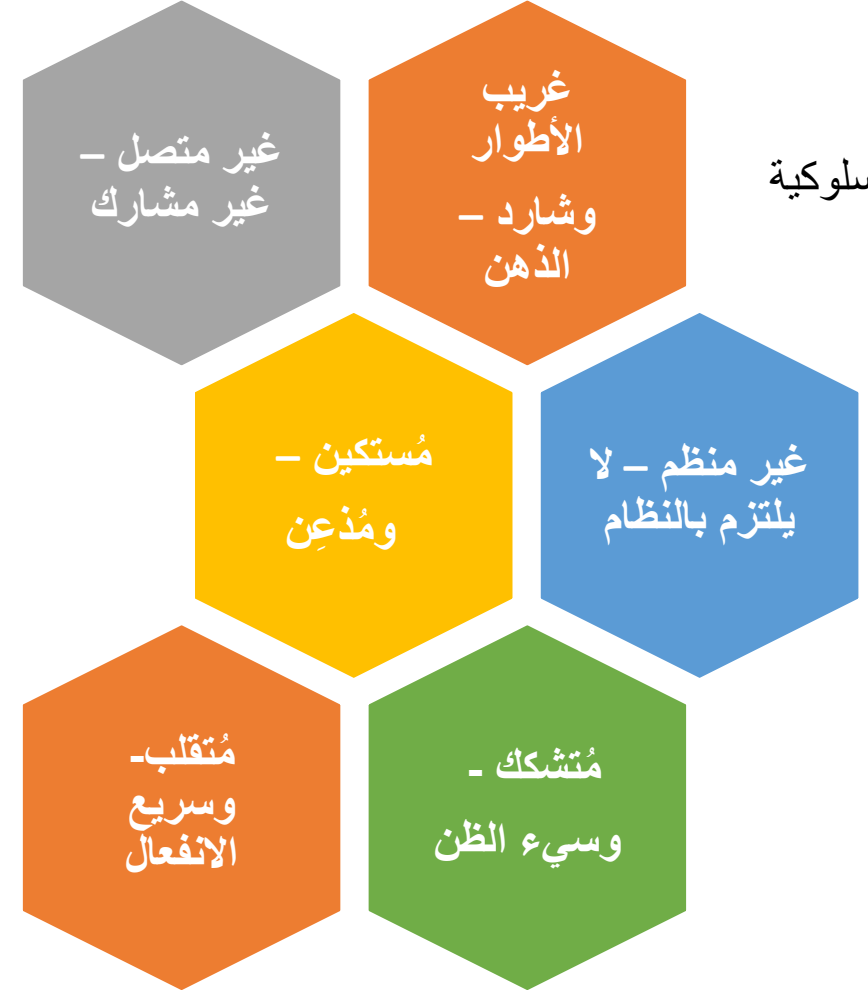 غريب
الأطوار
وشارد –
الذهن
غير متصل –
غير مشارك
غير منظم – لا
يلتزم بالنظام
مُستكين –
ومُذعِن
مُتشكك -
وسيء الظن
مُتقلب-
وسريع
الانفعال